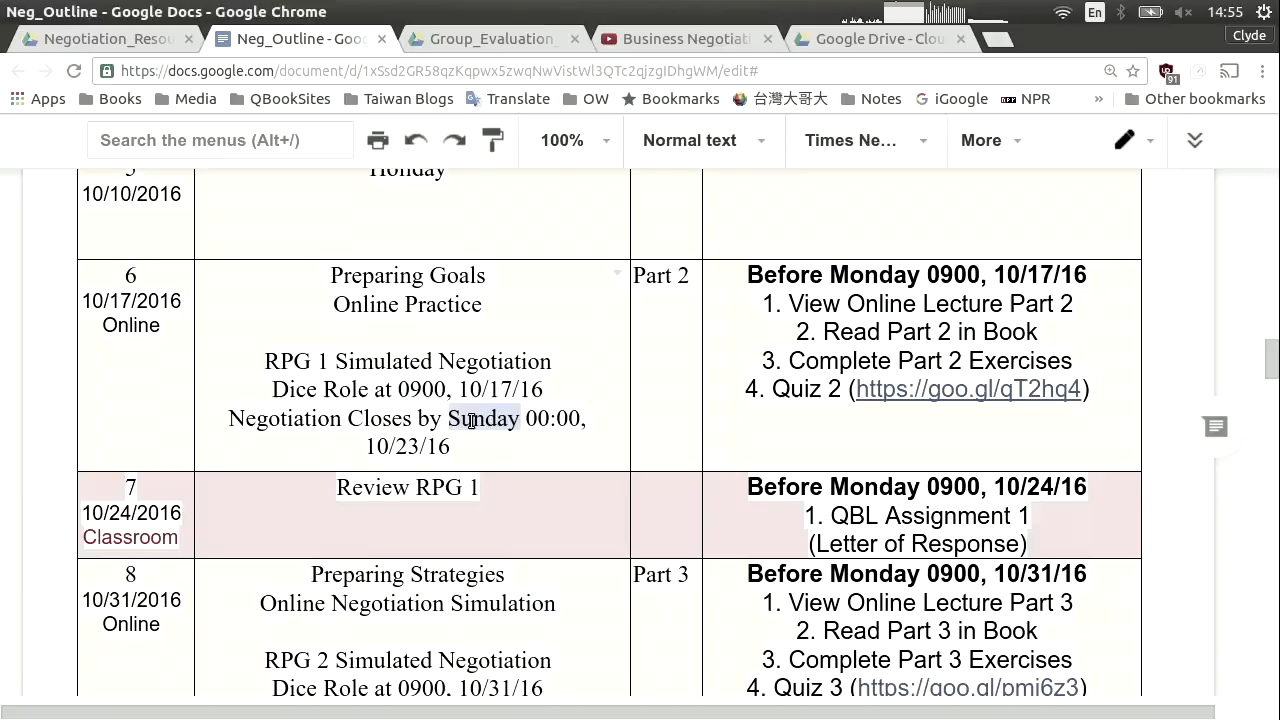 Neg_Outline - Google Docs - Google Chrome
En
14:55
Negotiation_Resou
Neg_Outline - Goo
Group_Evaluation_
Business Negotiati
Google Drive - Clou
Clyde
91
Apps
Books
Media
QBookSites
Taiwan Blogs
Translate
OW
Bookmarks
台灣大哥大
Notes
iGoogle
NPR
»
Other bookmarks
Search the menus (Alt+/)
100%
Normal text
Times Ne…
More
5
10/10/2016
Holiday
6
10/17/2016
Online
Preparing Goals
Online Practice
RPG 1 Simulated Negotiation
Dice Role at 0900, 10/17/16
Negotiation Closes by Sunday 00:00,
10/23/16
Part 2
Before Monday 0900, 10/17/16
1. View Online Lecture Part 2
2. Read Part 2 in Book
3. Complete Part 2 Exercises
4. Quiz 2 (https://goo.gl/qT2hq4)
7
10/24/2016
Classroom
Review RPG 1
Before Monday 0900, 10/24/16
1. QBL Assignment 1
(Letter of Response)
8
10/31/2016
Online
Preparing Strategies
Online Negotiation Simulation
RPG 2 Simulated Negotiation
Dice Role at 0900, 10/31/16
Part 3
Before Monday 0900, 10/31/16
1. View Online Lecture Part 3
2. Read Part 3 in Book
3. Complete Part 3 Exercises
4. Quiz 3 (https://goo.gl/pmi6z3)